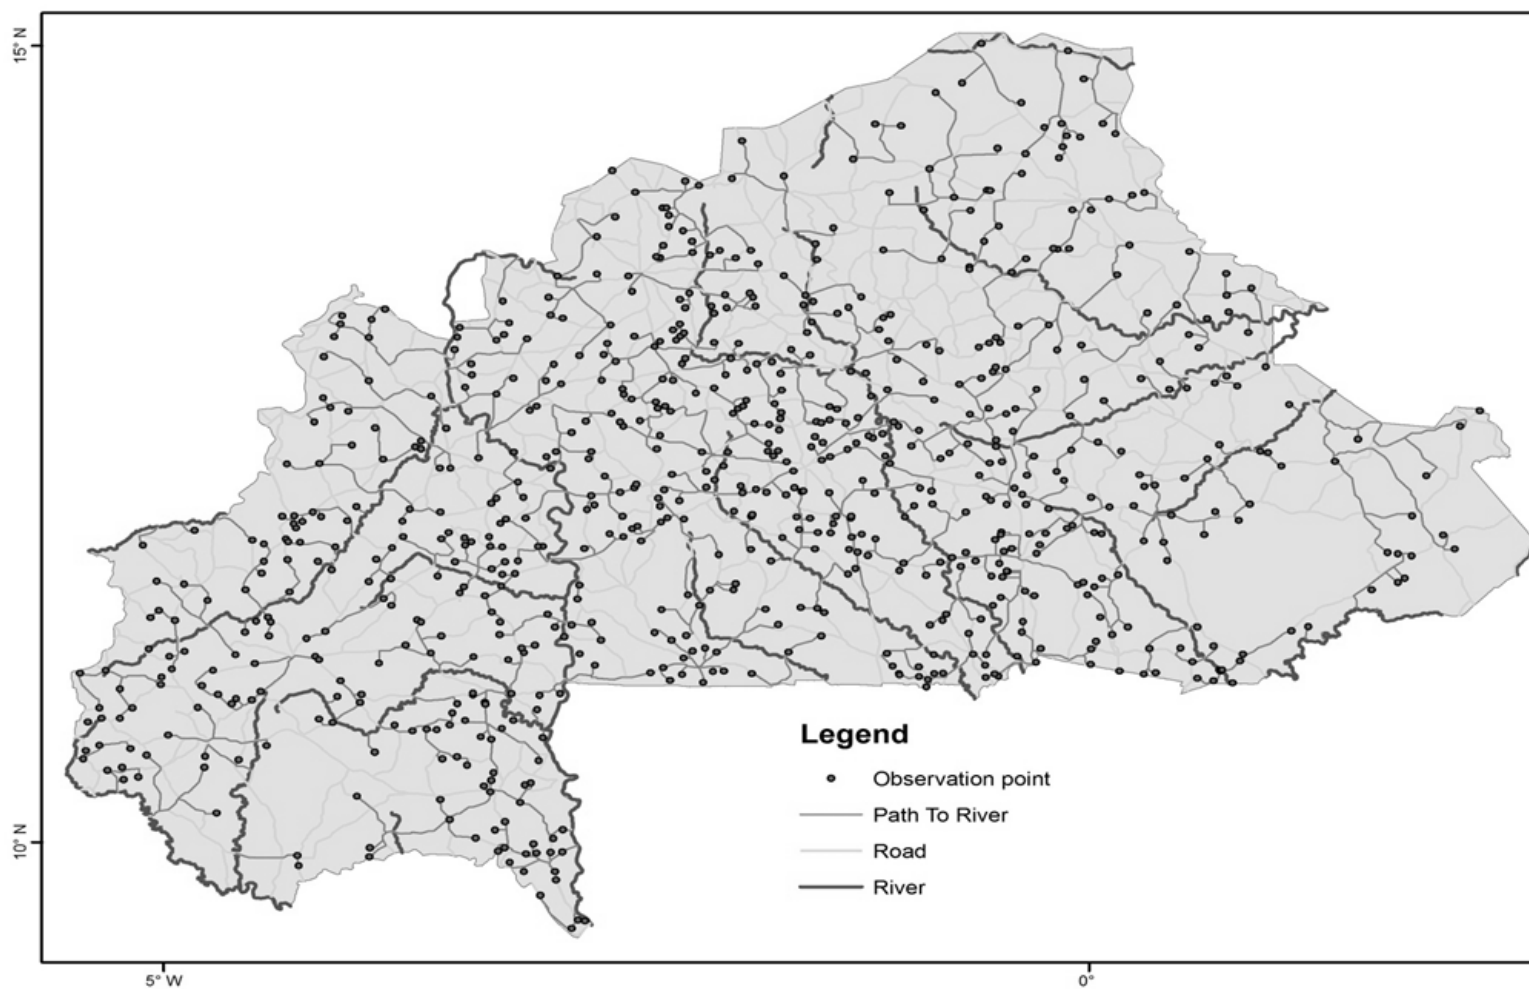 15° N
Legend
Observation point
Path To River
Road
River
10° N
5° W
0°